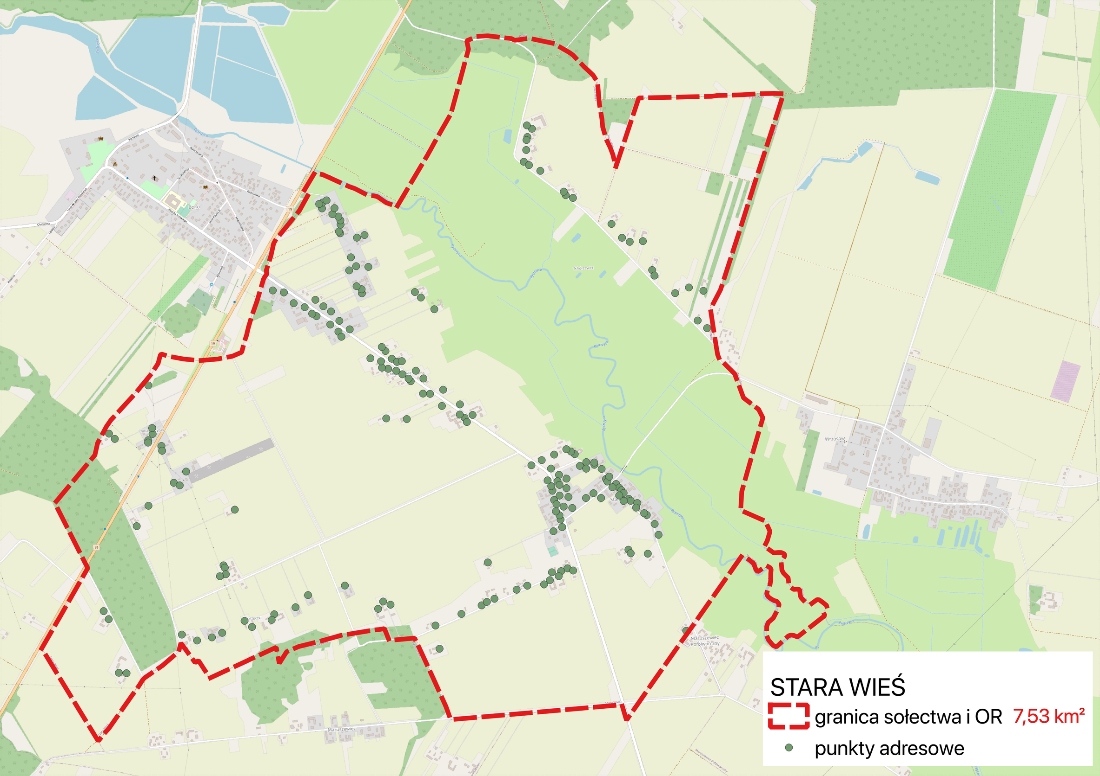 STARA WIEŚ
granica sołectwa i OR 7,53 km²
punkty adresowe